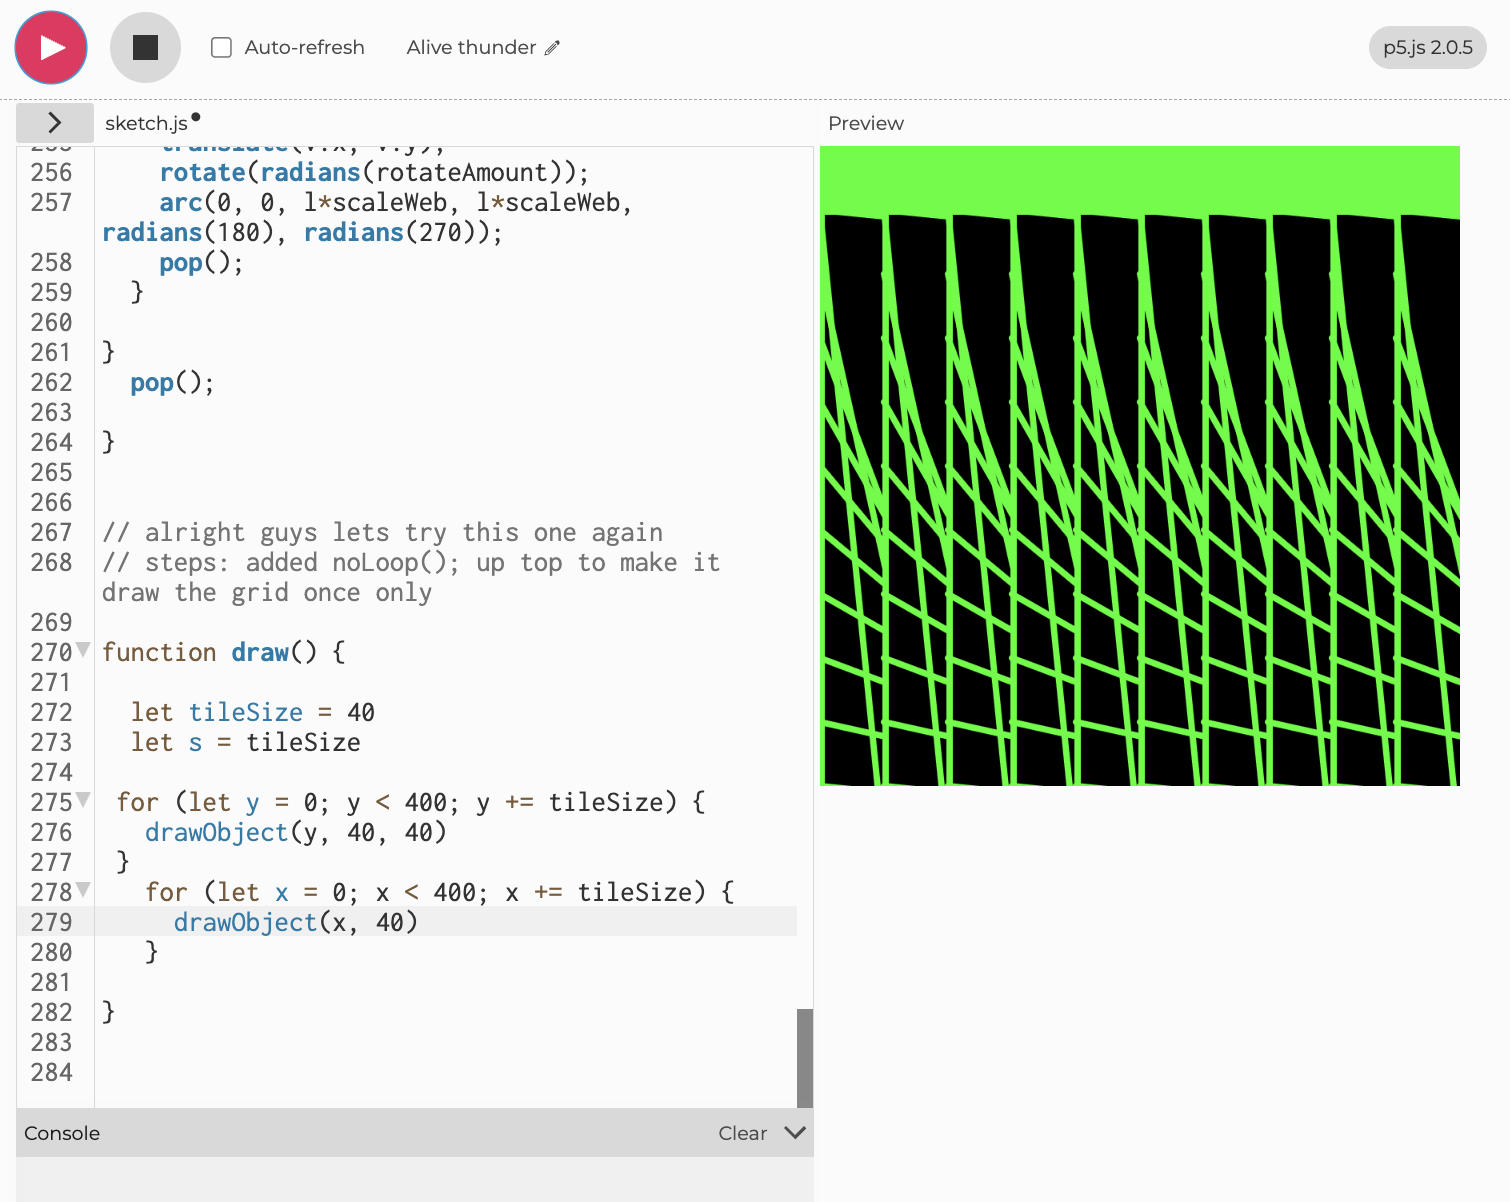 Auto-refresh
Alive thunder
p5.js 2.0.5
sketch.js
Preview
255 translate(v.x, v.y);
256 rotate(radians(rotateAmount));
257 arc(0, 0, l*scaleWeb, l*scaleWeb,
radians(180), radians(270));
258 pop();
259 }
260
261 }
262 pop();
263
264 }
265
266
267 // alright guys lets try this one again
268 // steps: added noLoop(); up top to make it
draw the grid once only
269
270 function draw() {
271
272 let tileSize = 40
273 let s = tileSize
274
275 for (let y = 0; y < 400; y += tileSize) {
276 drawObject(y, 40, 40)
277 }
278 for (let x = 0; x < 400; x += tileSize) {
279 drawObject(x, 40)
280 }
281
282 }
283
284
Console
Clear